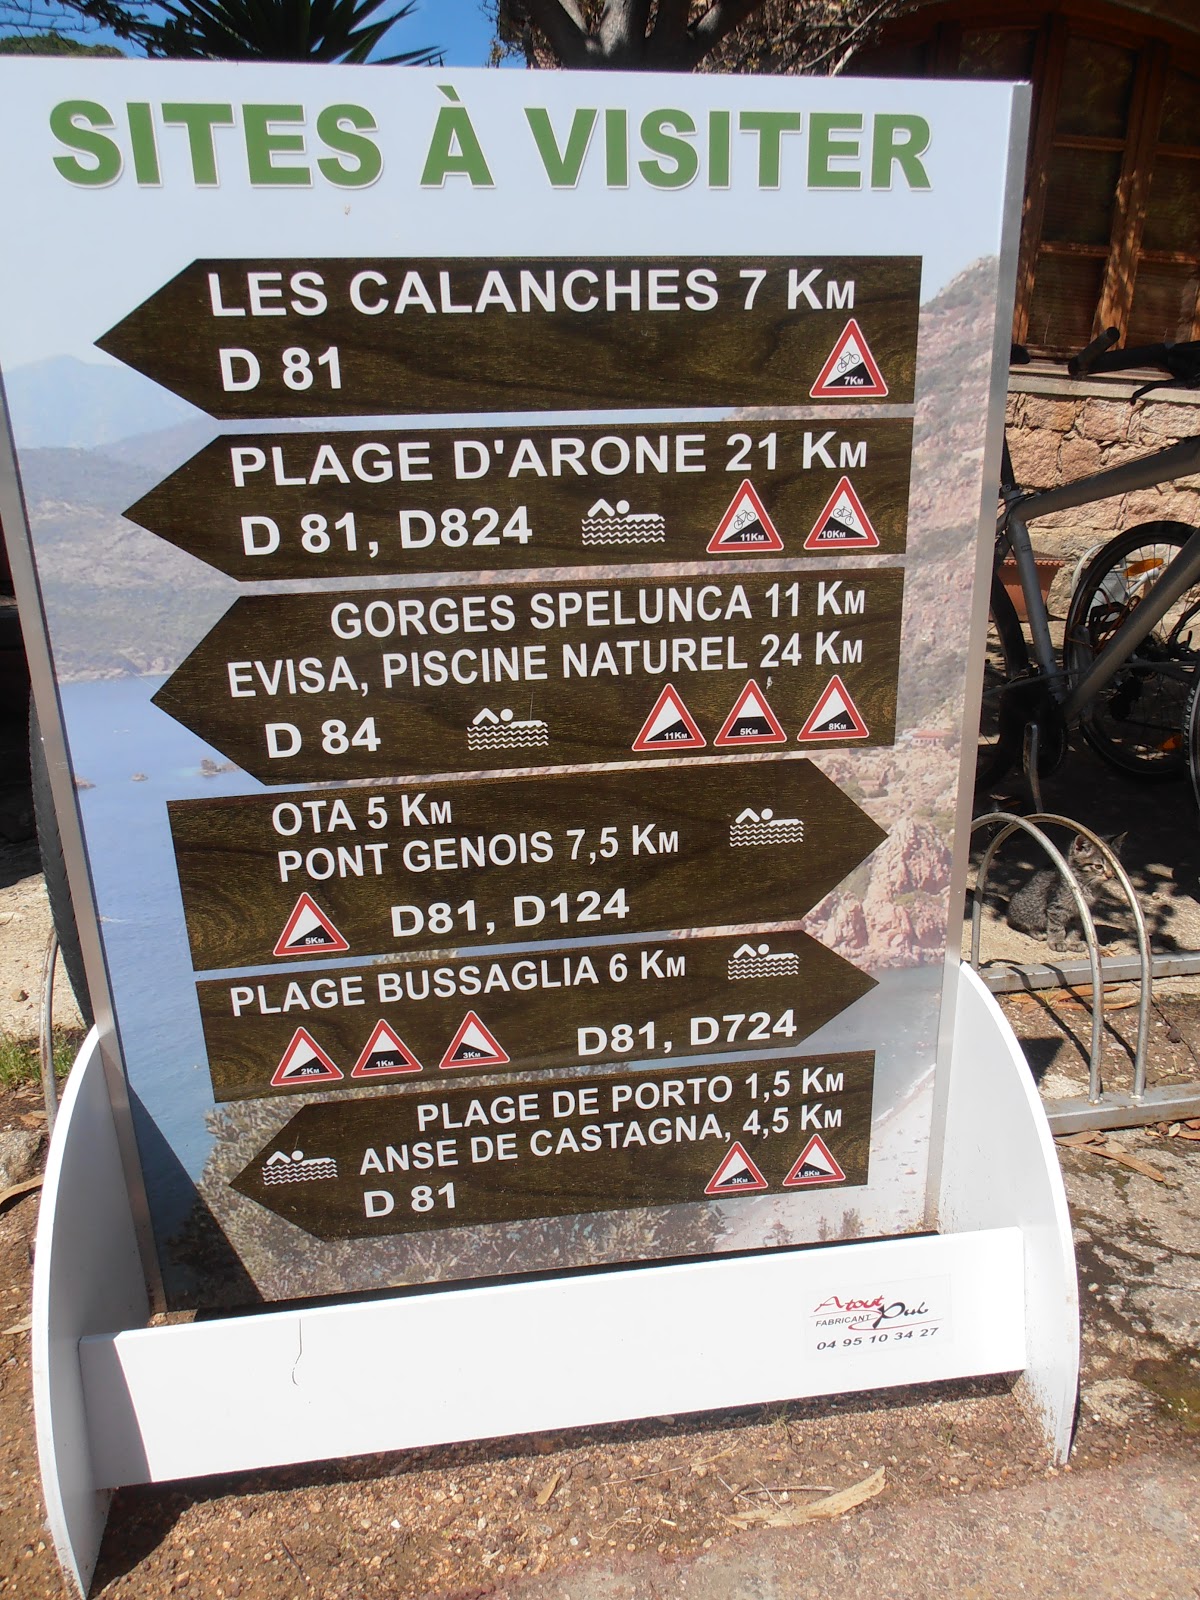 SITES À VISITER
LES CALANCHES 7 KM
D 81
7KM
PLAGE D'ARONE 21 KM
D 81, D824
11KM
10KM
GORGES SPELUNCA 11 KM
EVISA, PISCINE NATUREL 24 KM
D 84
11KM
5KM
8KM
OTA 5 KM
PONT GENOIS 7,5 KM
5KM
D81, D124
PLAGE BUSSAGLIA 6 KM
2KM
1KM
3KM
D81, D724
PLAGE DE PORTO 1,5 KM
ANSE DE CASTAGNA, 4,5 KM
D 81
3KM
1.5KM
Atout Pub
FABRICANT
04 95 10 34 27